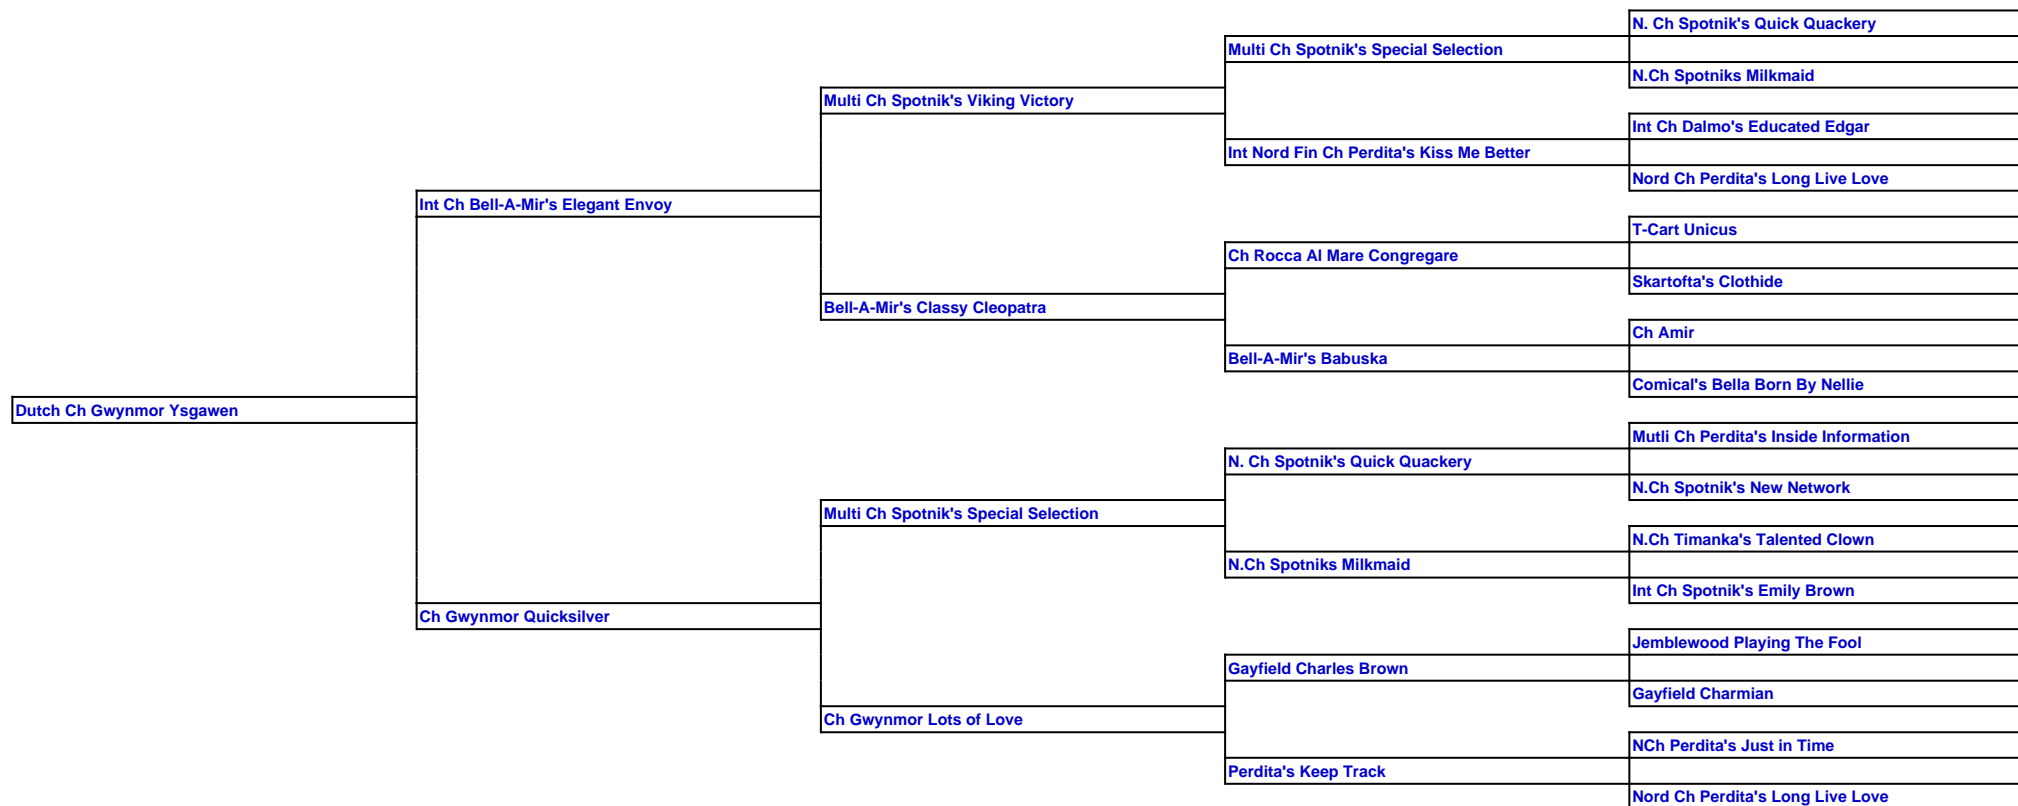 N. Ch Spotnik's Quick Quackery
Multi Ch Spotnik's Special Selection
N.Ch Spotniks Milkmaid
Multi Ch Spotnik's Viking Victory
Int Ch Dalmo's Educated Edgar
Int Nord Fin Ch Perdita's Kiss Me Better
Nord Ch Perdita's Long Live Love
Int Ch Bell-A-Mir's Elegant Envoy
T-Cart Unicus
Ch Rocca Al Mare Congregare
Skartofta's Clothide
Bell-A-Mir's Classy Cleopatra
Ch Amir
Bell-A-Mir's Babuska
Comical's Bella Born By Nellie
Dutch Ch Gwynmor Ysgawen
Mutli Ch Perdita's Inside Information
N. Ch Spotnik's Quick Quackery
N.Ch Spotnik's New Network
Multi Ch Spotnik's Special Selection
N.Ch Timanka's Talented Clown
N.Ch Spotniks Milkmaid
Int Ch Spotnik's Emily Brown
Ch Gwynmor Quicksilver
Jemblewood Playing The Fool
Gayfield Charles Brown
Gayfield Charmian
Ch Gwynmor Lots of Love
NCh Perdita's Just in Time
Perdita's Keep Track
Nord Ch Perdita's Long Live Love